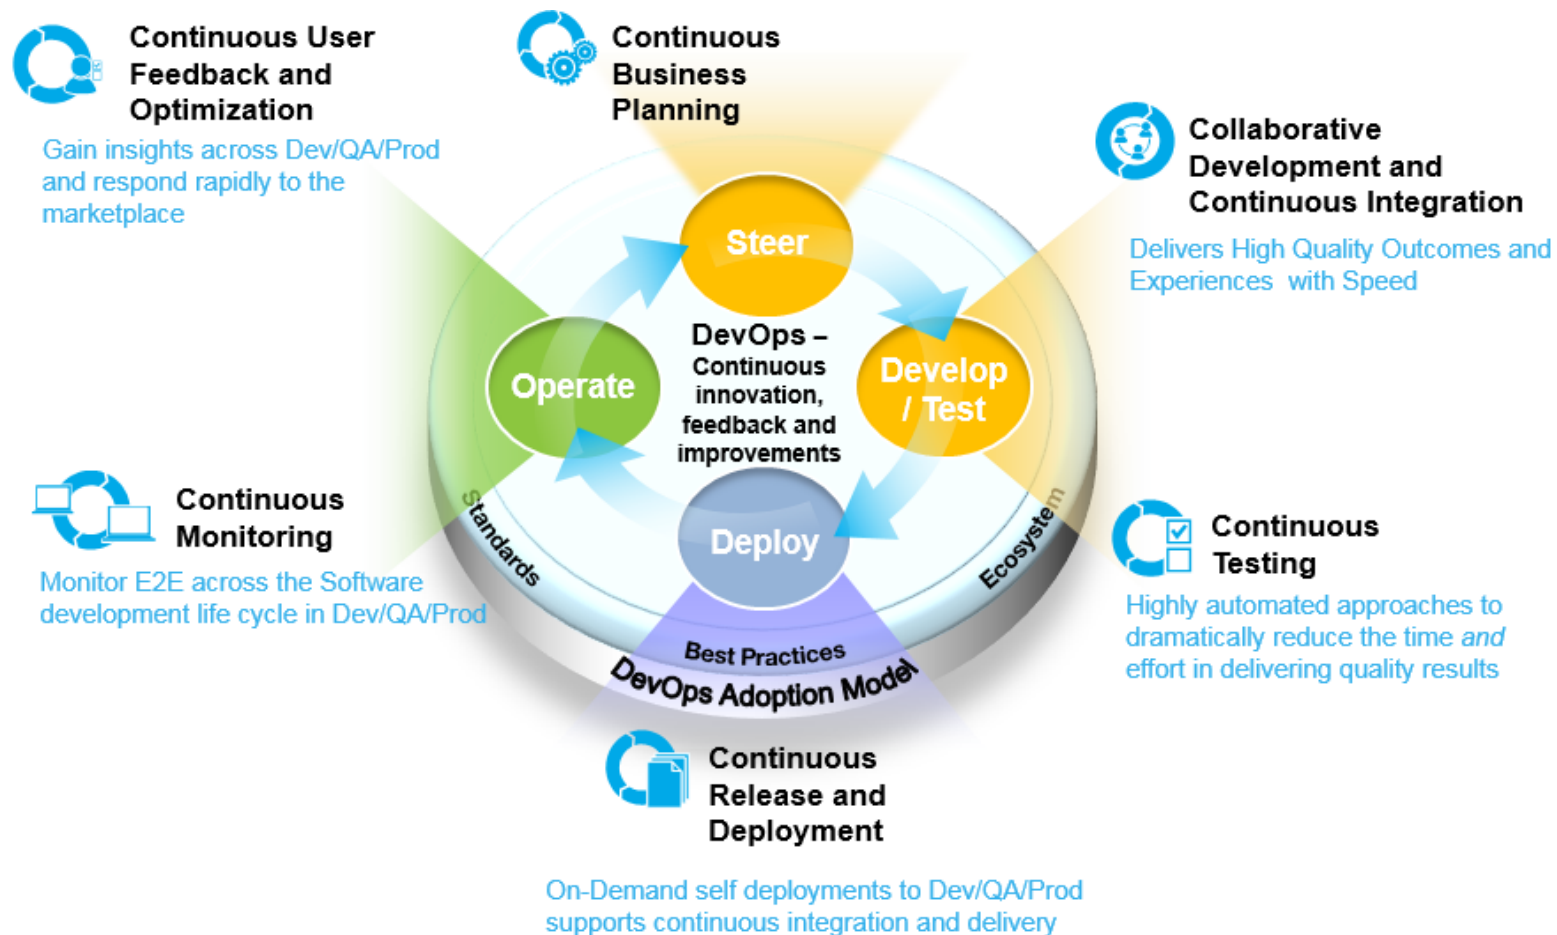 Continuous User
Feedback and
Optimization
Gain insights across Dev/QA/Prod
and respond rapidly to the
marketplace
Continuous
Business
Planning
Collaborative
Development and
Continuous Integration
Delivers High Quality Outcomes and
Experiences with Speed
Steer
DevOps –
Continuous
innovation,
feedback and
improvements
Operate
Develop
/ Test
Deploy
Standards
Best Practices
Ecosystem
DevOps Adoption Model
Continuous
Monitoring
Monitor E2E across the Software
development life cycle in Dev/QA/Prod
Continuous
Testing
Highly automated approaches to
dramatically reduce the time and
effort in delivering quality results
Continuous
Release and
Deployment
On-Demand self deployments to Dev/QA/Prod
supports continuous integration and delivery